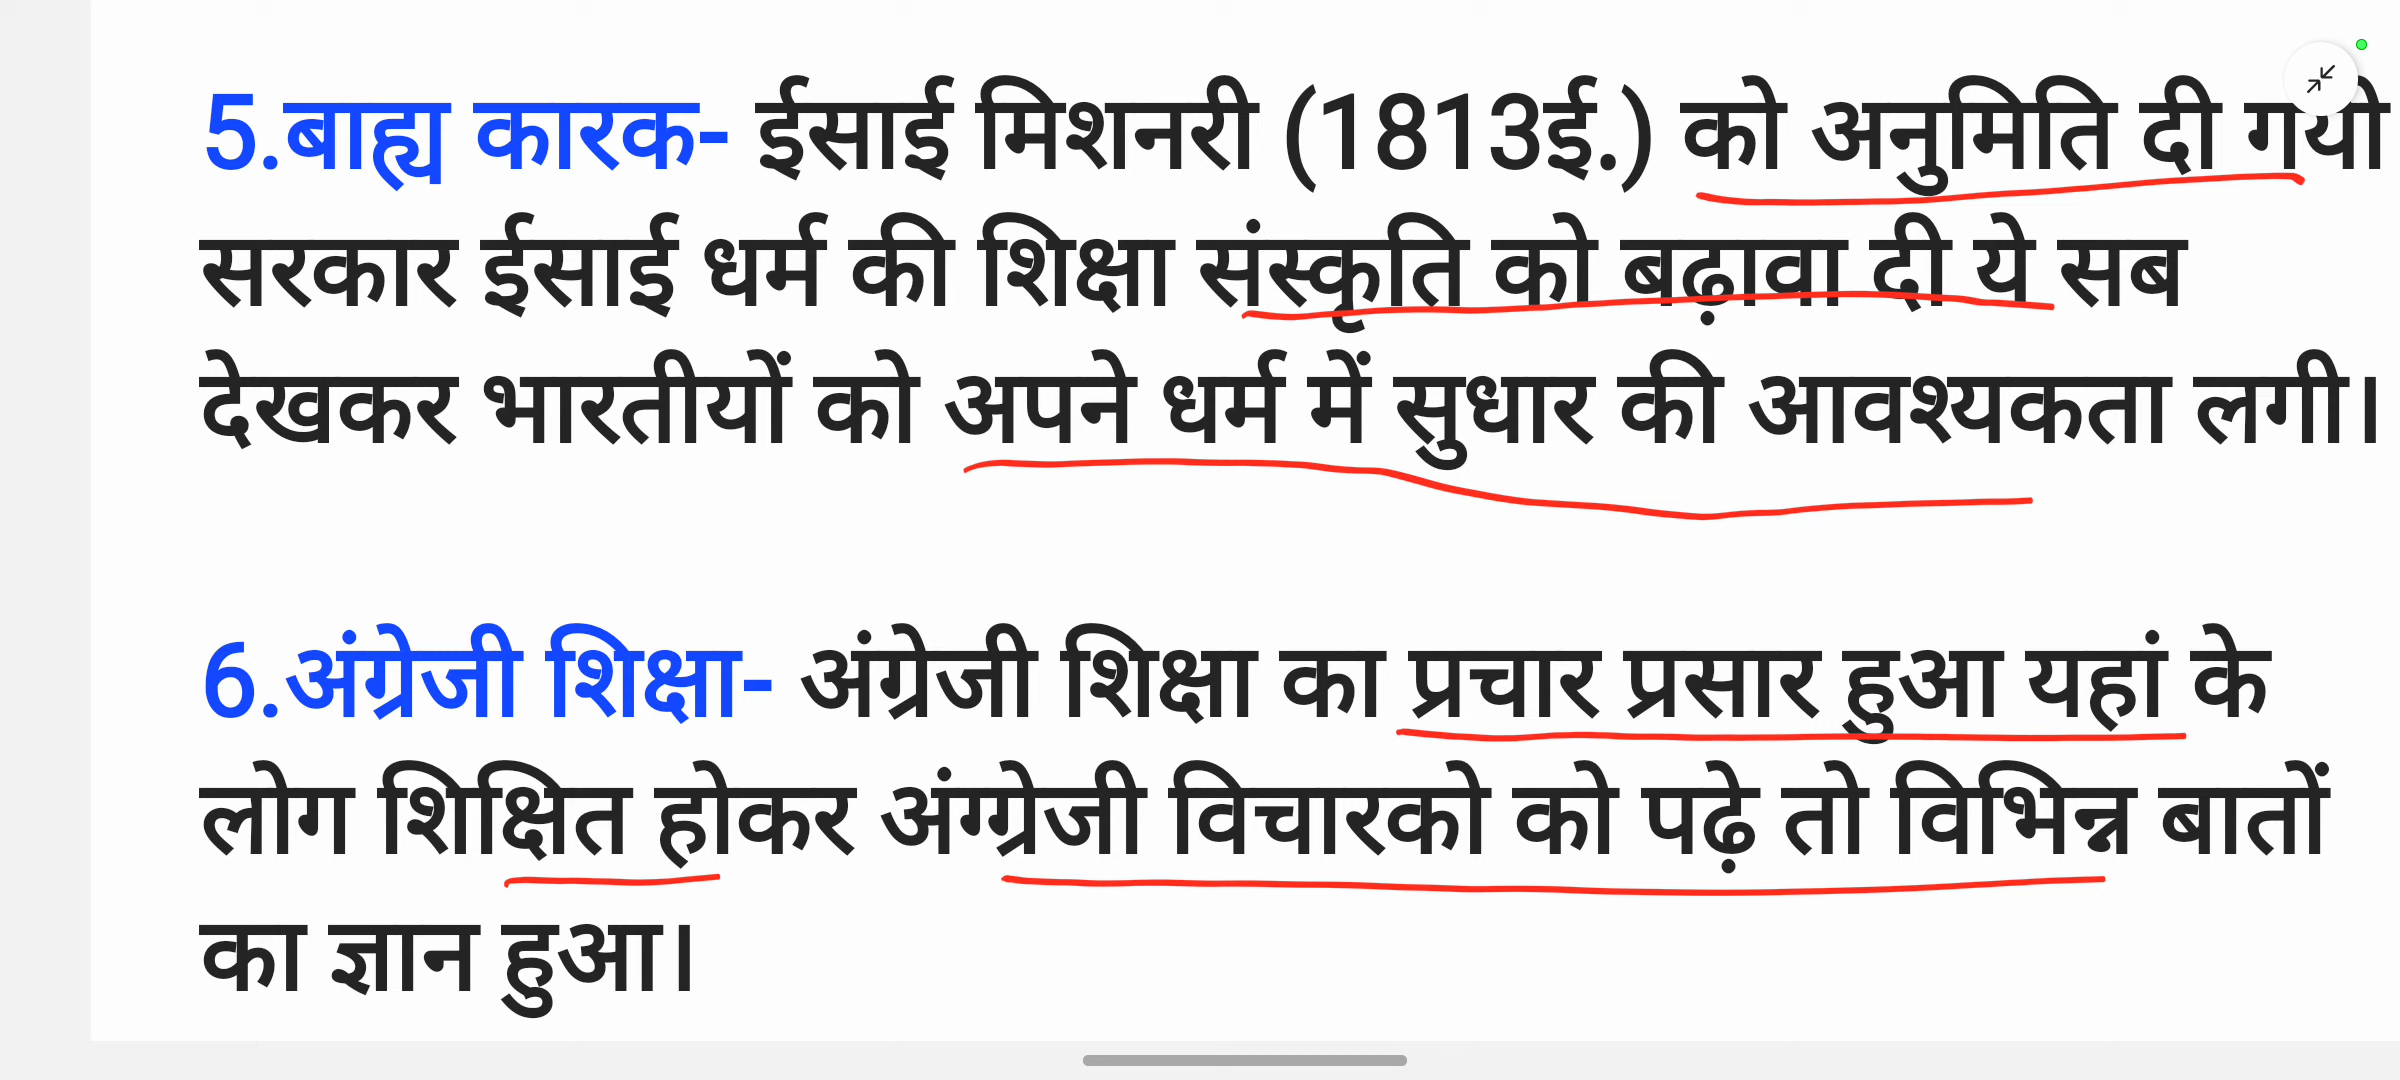 5.बाह्य कारक- ईसाई मिशनरी (1813ई.) को अनुमिति दी गयी
सरकार ईसाई धर्म की शिक्षा संस्कृति को बढ़ावा दी ये सब
देखकर भारतीयों को अपने धर्म में सुधार की आवश्यकता लगी।
6.अंग्रेजी शिक्षा- अंग्रेजी शिक्षा का प्रचार प्रसार हुआ यहां के
लोग शिक्षित होकर अंग्रेजी विचारको को पढ़े तो विभिन्न बातों
का ज्ञान हुआ।